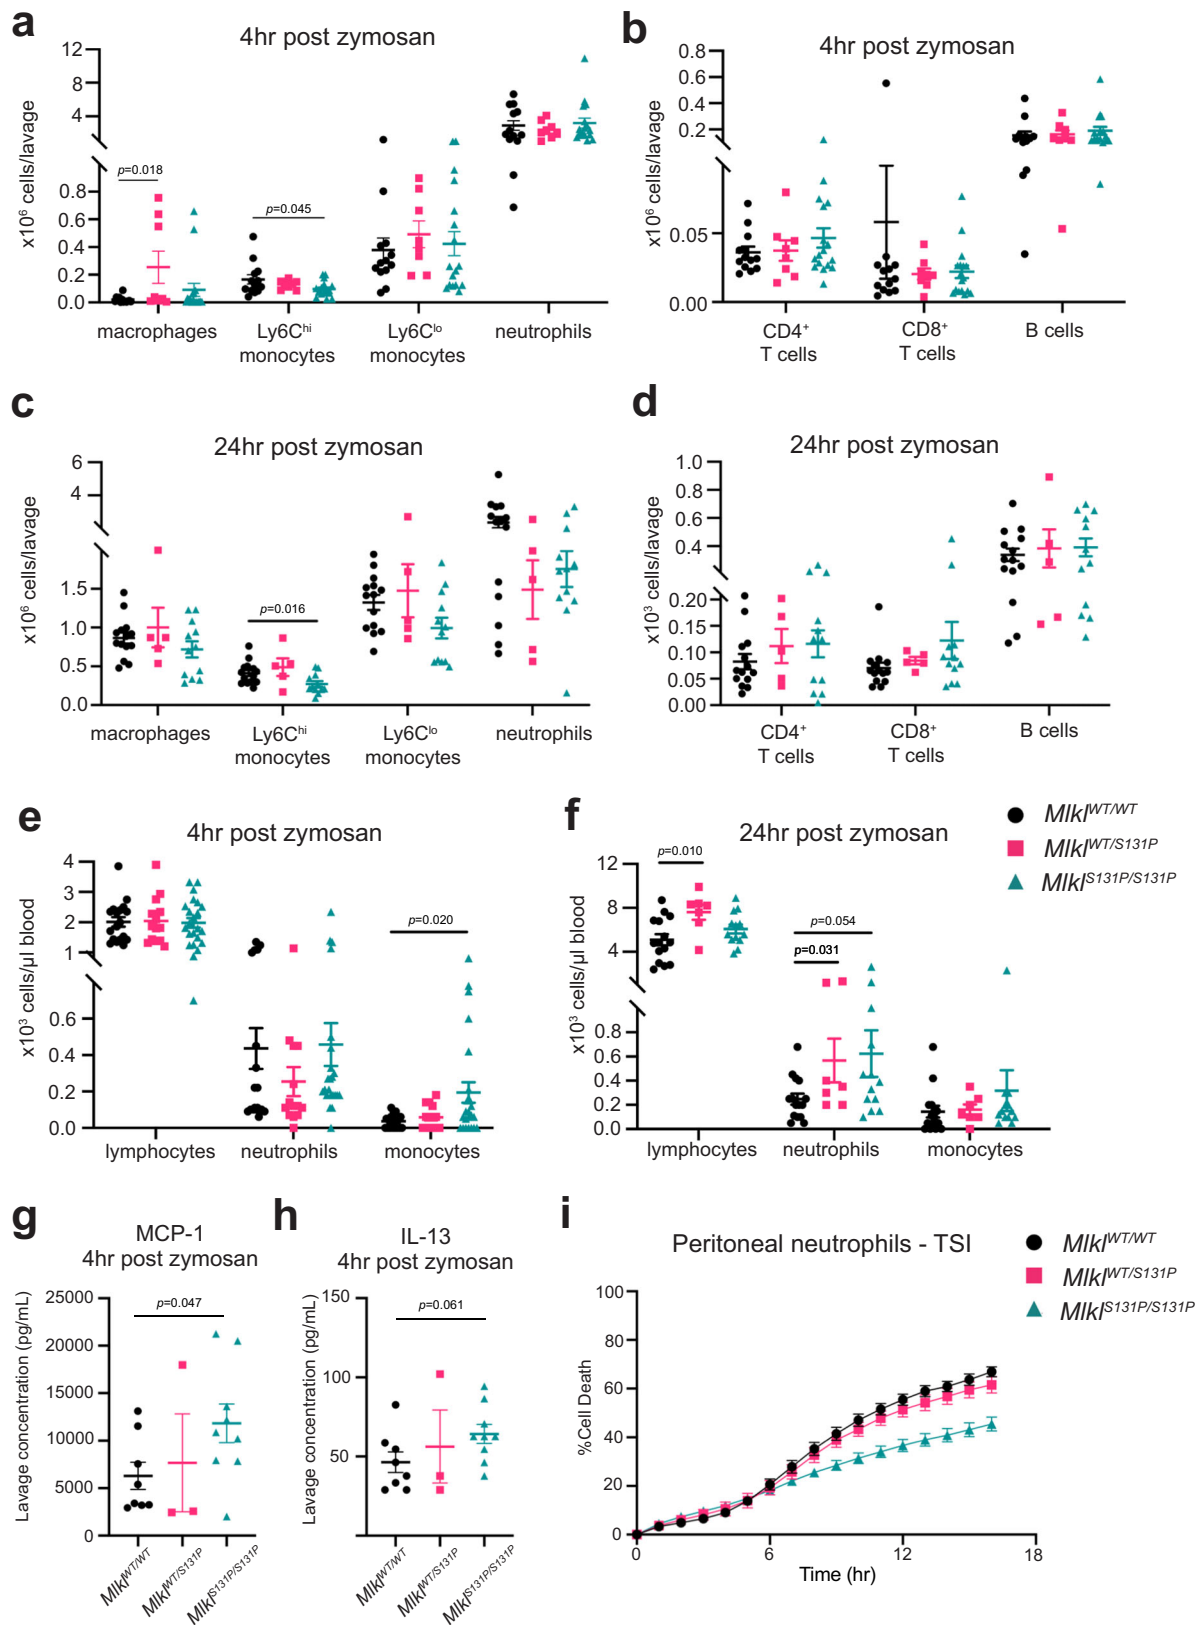 a
4hr post zymosan
x10⁶ cells/lavage
12
8
4
0.8
0.6
0.4
0.2
0.0
p=0.018
p=0.045
macrophages
Ly6Cʰⁱ
monocytes
Ly6Cˡᵒ
monocytes
neutrophils
b
4hr post zymosan
x10⁶ cells/lavage
0.8
0.6
0.4
0.2
0.05
0.00
CD4⁺
T cells
CD8⁺
T cells
B cells
c
24hr post zymosan
x10⁶ cells/lavage
6
4
1.5
1.0
0.5
0.0
p=0.016
macrophages
Ly6Cʰⁱ
monocytes
Ly6Cˡᵒ
monocytes
neutrophils
d
24hr post zymosan
x10³ cells/lavage
1.0
0.8
0.6
0.4
0.20
0.15
0.10
0.05
0.00
CD4⁺
T cells
CD8⁺
T cells
B cells
e
4hr post zymosan
x10³ cells/µl blood
4
3
2
1
0.6
0.4
0.2
0.0
p=0.020
lymphocytes
neutrophils
monocytes
f
24hr post zymosan
x10³ cells/µl blood
12
8
4
0.8
0.6
0.4
0.2
0.0
p=0.010
p=0.054
p=0.031
lymphocytes
neutrophils
monocytes
Mlkl^WT/WT
Mlkl^WT/S131P
Mlkl^S131P/S131P
g
MCP-1
4hr post zymosan
Lavage concentration (pg/mL)
25000
20000
15000
10000
5000
0
p=0.047
Mlkl^WT/WT
Mlkl^WT/S131P
Mlkl^S131P/S131P
h
IL-13
4hr post zymosan
Lavage concentration (pg/mL)
150
100
50
p=0.061
Mlkl^WT/WT
Mlkl^WT/S131P
Mlkl^S131P/S131P
i
Peritoneal neutrophils - TSI
%Cell Death
100
80
60
40
20
0
0
6
12
18
Time (hr)
Mlkl^WT/WT
Mlkl^WT/S131P
Mlkl^S131P/S131P